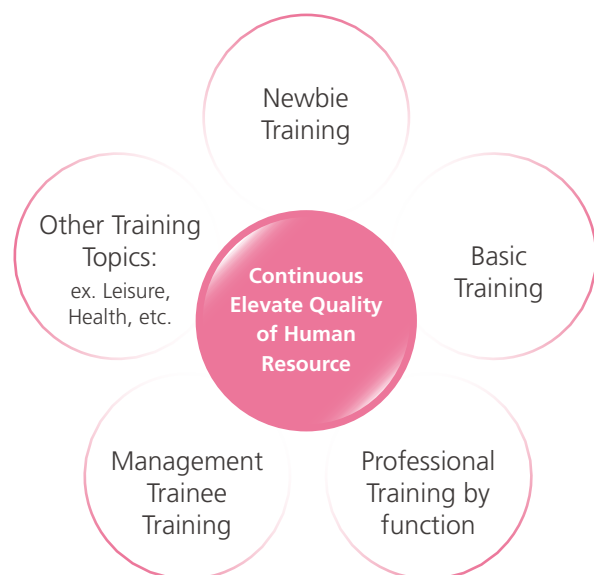 Newbie
Training
Basic
Training
Professional
Training by
function
Management
Trainee
Training
Other Training
Topics:
ex. Leisure,
Health, etc.
Continuous
Elevate Quality
of Human
Resource